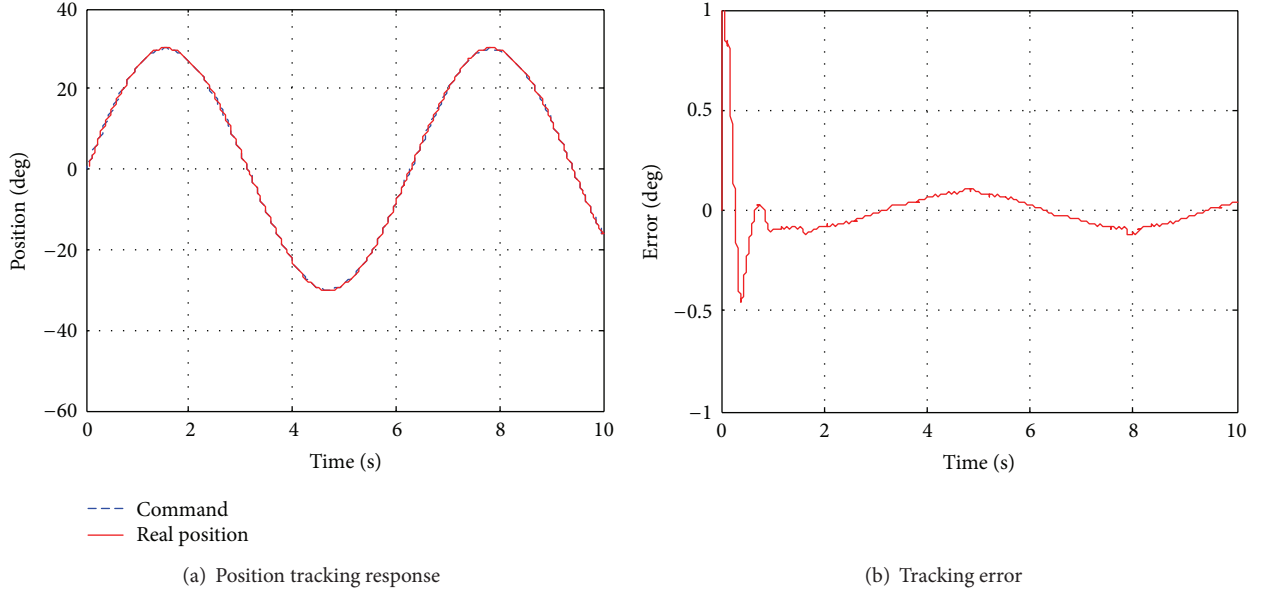 40
20
0
−20
−40
−60
Position (deg)
0 2 4 6 8 10
Time (s)
Command
Real position
(a) Position tracking response
1
0.5
0
−0.5
−1
Error (deg)
0 2 4 6 8 10
Time (s)
(b) Tracking error